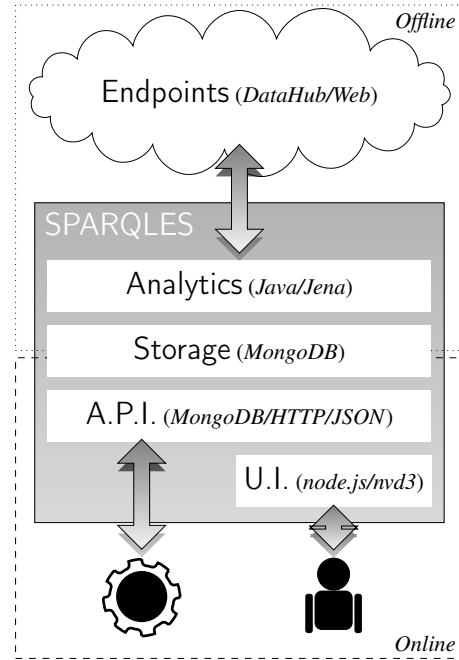 Offline
Endpoints (DataHub/Web)
SPARQLES
Analytics (Java/Jena)
Storage (MongoDB)
A.P.I. (MongoDB/HTTP/JSON)
U.I. (node.js/nvd3)
Online